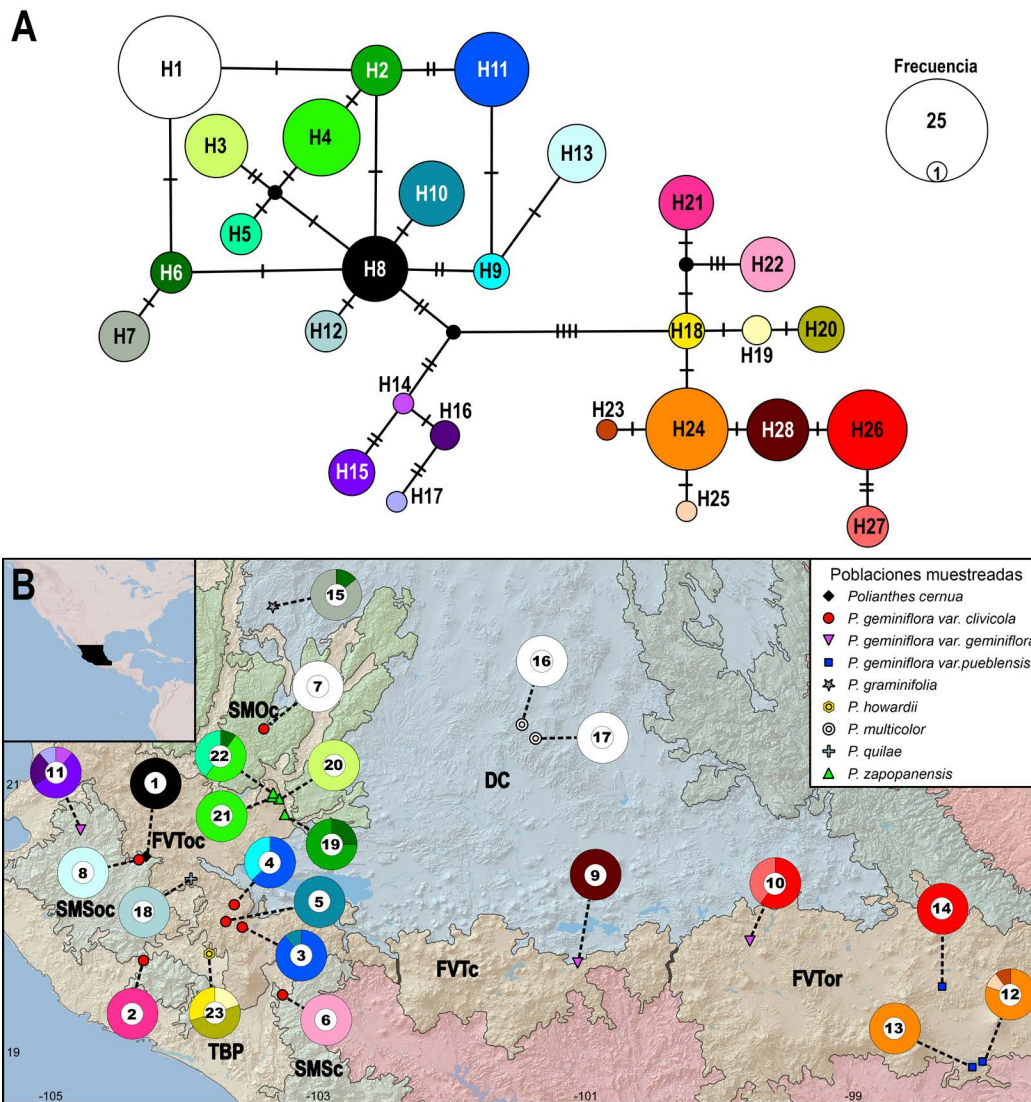 A
H1
H2
H11
Frecuencia
25
1
H3
H4
H13
H10
H5
H21
H6
H8
H9
H22
H7
H12
H18
H19
H20
H14
H16
H23
H24
H28
H26
H15
H17
H25
H27
B
Poblaciones muestreadas
Polianthes cernua
P. geminiflora var. clivicola
P. geminiflora var. geminiflora
P. geminiflora var.pueblensis
P. graminifolia
P. howardii
P. multicolor
P. quilae
P. zapopanensis
15
16
7
SMOc
17
22
20
11
1
DC
21
21
FVToc
19
4
8
9
10
5
14
SMSoc
18
3
FVTc
FVTor
12
2
23
6
13
TBP
19
SMSc
-105
-103
-101
-99